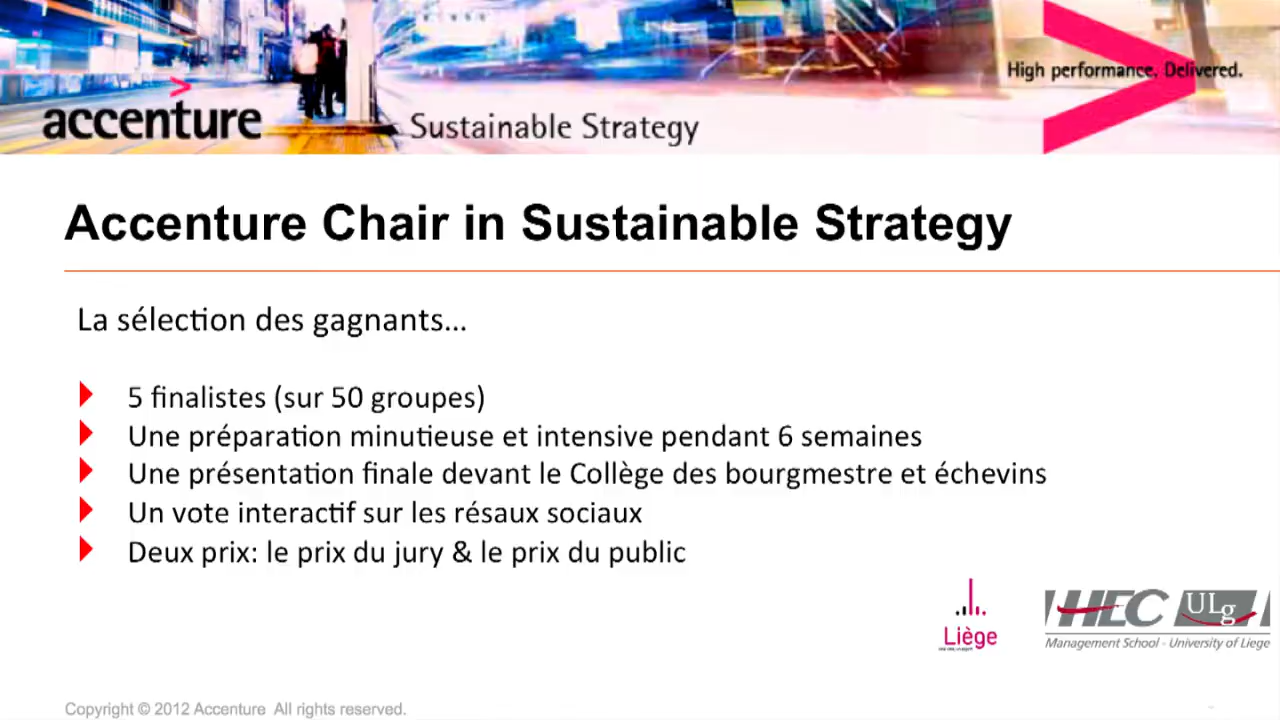 High performance. Delivered.
accenture
Sustainable Strategy
Accenture Chair in Sustainable Strategy
La sélection des gagnants...
5 finalistes (sur 50 groupes)
Une préparation minutieuse et intensive pendant 6 semaines
Une présentation finale devant le Collège des bourgmestre et échevins
Un vote interactif sur les résaux sociaux
Deux prix: le prix du jury & le prix du public
Liège
HEC ULg
Management School - University of Liege
Copyright © 2012 Accenture All rights reserved.